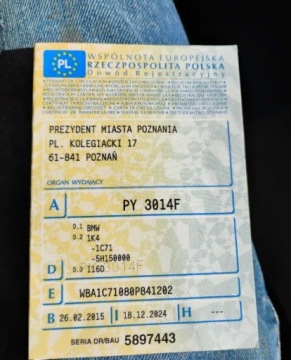 PL
WSPÓLNOTA EUROPEJSKA
RZECZPOSPOLITA POLSKA
Dowód Rejestracyjny
PREZYDENT MIASTA POZNANIA
PL. KOLEGIACKI 17
61-841 POZNAŃ
ORGAN WYDAJĄCY
A PY 3014F
D.1 BMW
D.2 1K4
-1C71
-5H150000
D D.3 116D
E WBA1C71080P841202
B 26.02.2015 I 18.12.2024 H ---
SERIA DR/BAU 5897443